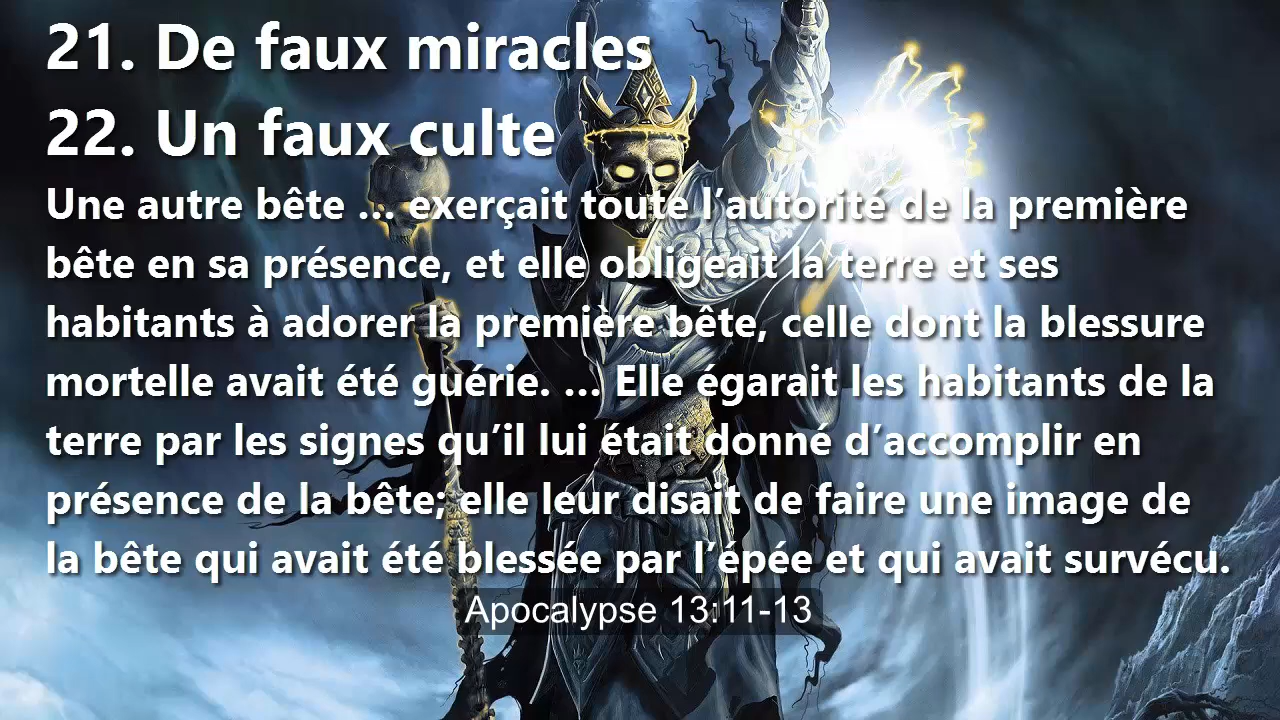 21. De faux miracles
22. Un faux culte
Une autre bête … exerçait toute l′autorité de la première
bête en sa présence, et elle obligeait la terre et ses
habitants à adorer la première bête, celle dont la blessure
mortelle avait été guérie. … Elle égarait les habitants de la
terre par les signes qu’il lui était donné d’accomplir en
présence de la bête; elle leur disait de faire une image de
la bête qui avait été blessée par l’épée et qui avait survécu.
Apocalypse 13:11-13